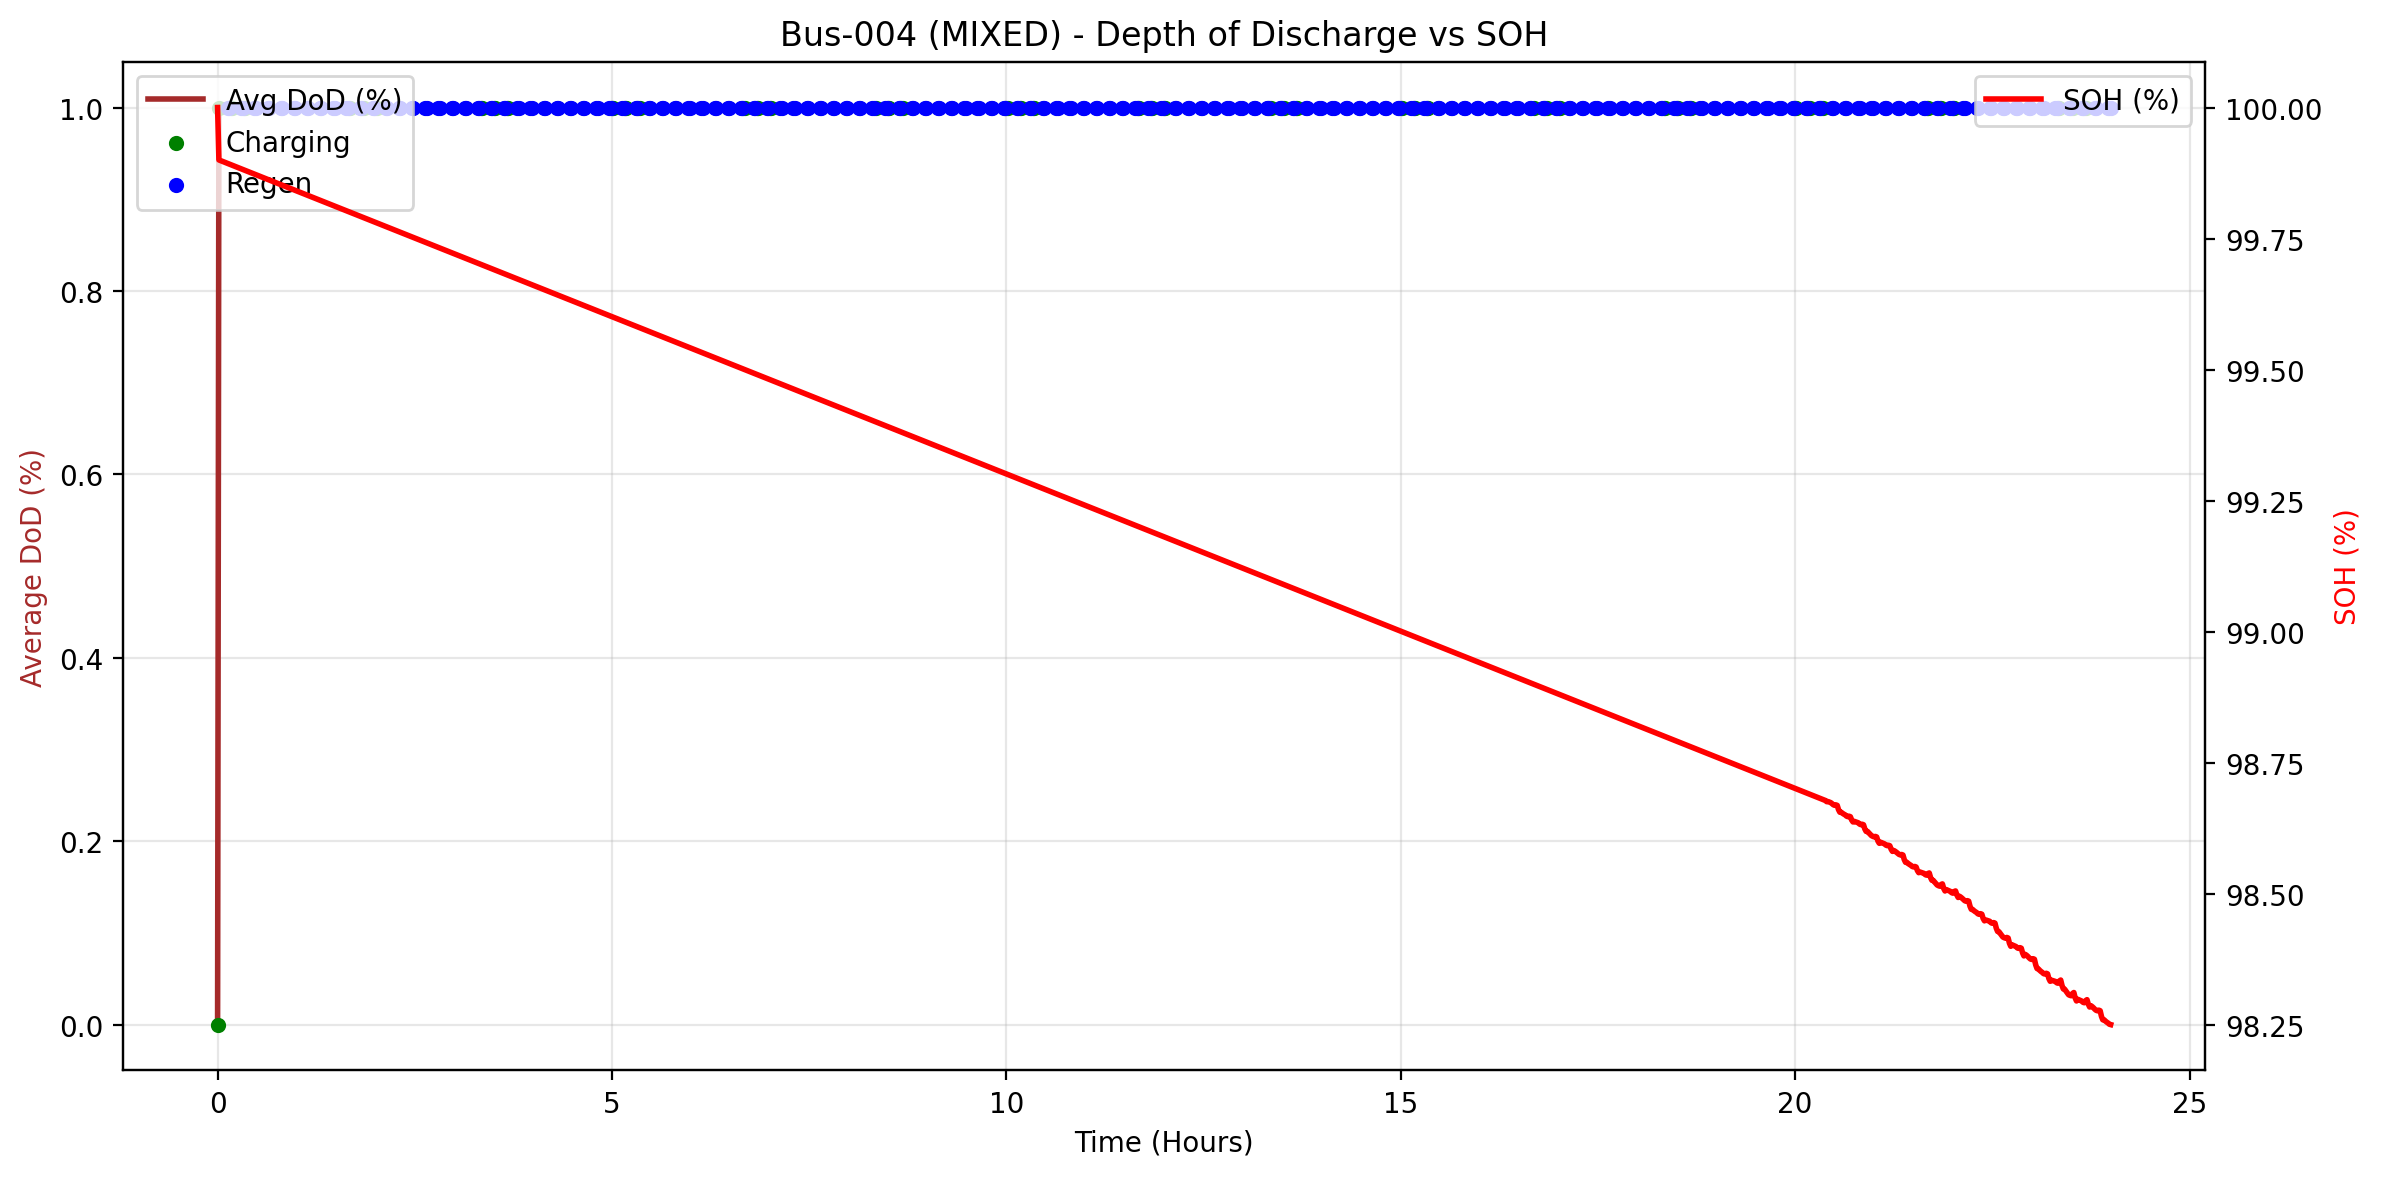 Bus-004 (MIXED) - Depth of Discharge vs SOH
Avg DoD (%)
Charging
Regen
SOH (%)
Average DoD (%)
1.0
0.8
0.6
0.4
0.2
0.0
100.00
99.75
99.50
99.25
99.00
98.75
98.50
98.25
SOH (%)
0 5 10 15 20 25
Time (Hours)